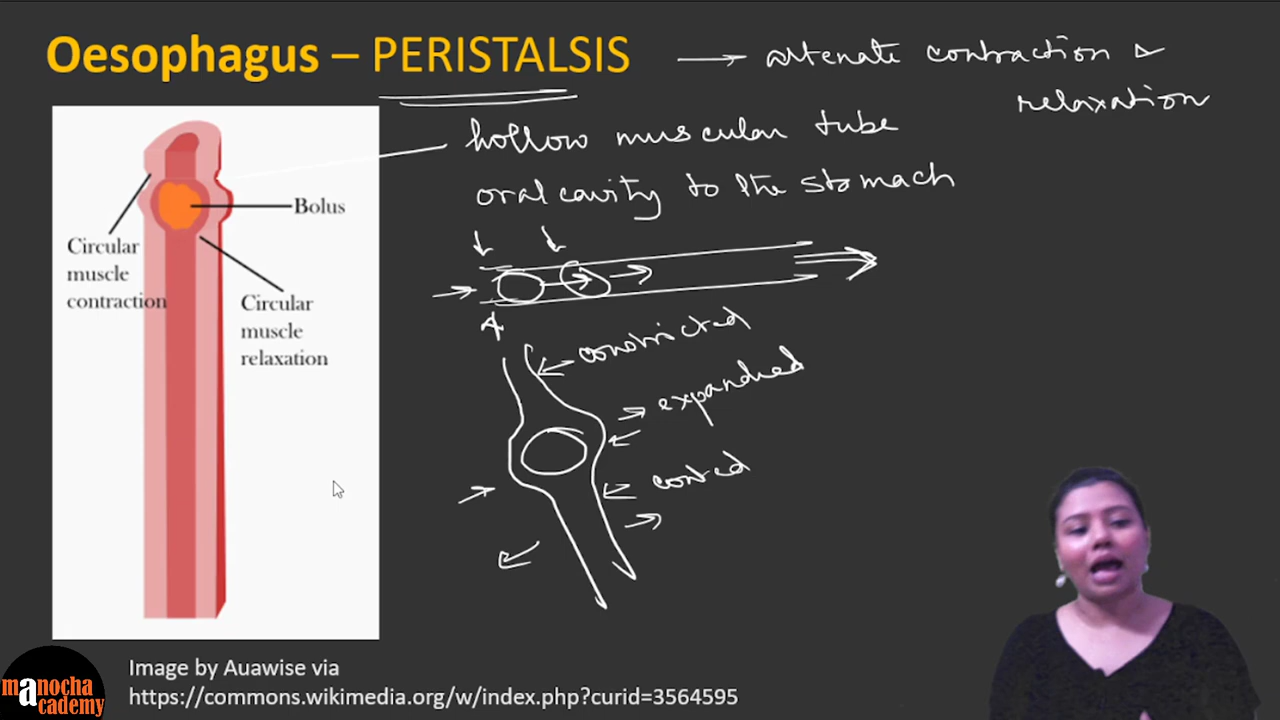 Oesophagus – PERISTALSIS
→ altenate contraction &
relaxation
hollow muscular tube
oral cavity to the stomach
Bolus
Circular
muscle
contraction
Circular
muscle
relaxation
constricted
expanded
manocha
academy
Image by Auawise via
https://commons.wikimedia.org/w/index.php?curid=3564595